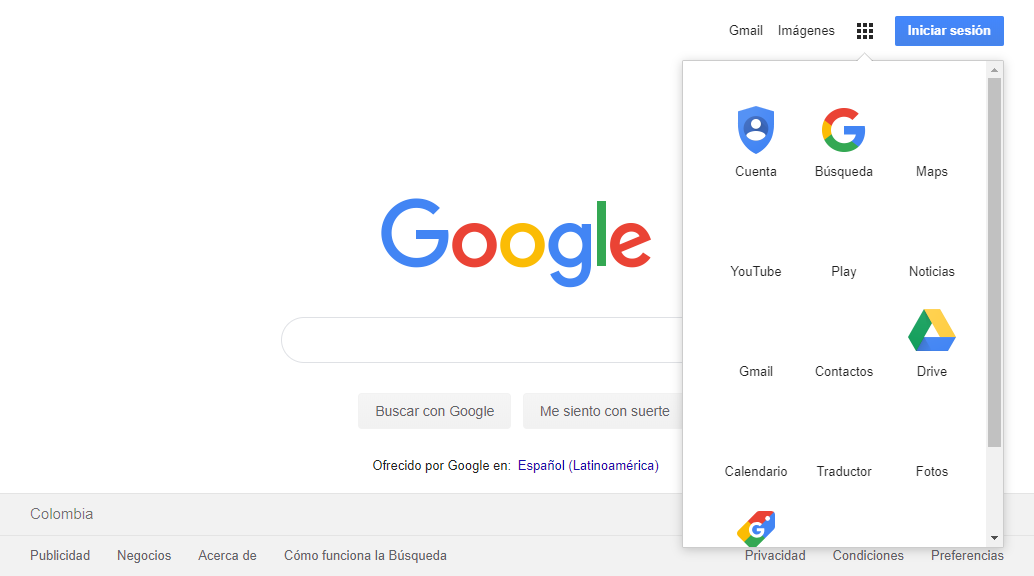 Gmail Imágenes Iniciar sesión
Cuenta Búsqueda Maps
YouTube Play Noticias
Gmail Contactos Drive
Calendario Traductor Fotos
Google
Buscar con Google Me siento con suerte
Ofrecido por Google en: Español (Latinoamérica)
Colombia
Publicidad Negocios Acerca de Cómo funciona la Búsqueda Privacidad Condiciones Preferencias